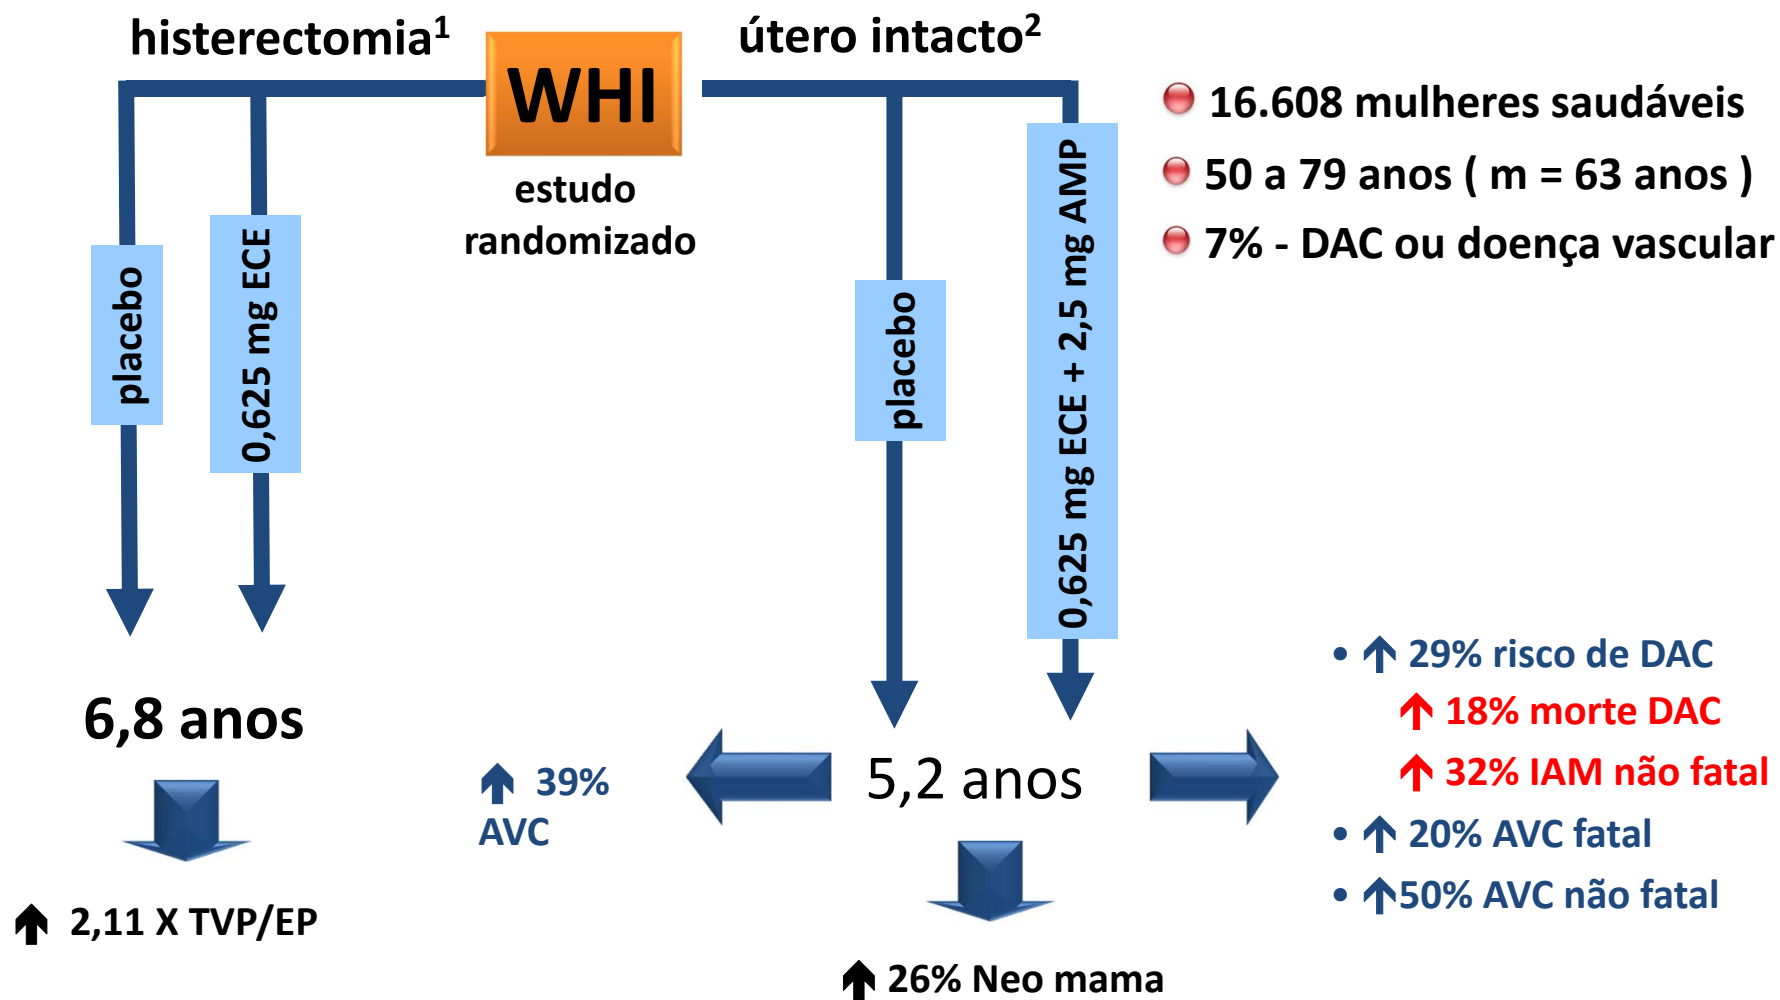 histerectomia¹
WHI
estudo
randomizado
útero intacto²
16.608 mulheres saudáveis
50 a 79 anos ( m = 63 anos )
7% - DAC ou doença vascular
placebo
0,625 mg ECE
placebo
0,625 mg ECE + 2,5 mg AMP
6,8 anos
↑ 2,11 X TVP/EP
5,2 anos
↑ 39%
AVC
↑ 26% Neo mama
• ↑ 29% risco de DAC
↑ 18% morte DAC
↑ 32% IAM não fatal
• ↑ 20% AVC fatal
• ↑50% AVC não fatal